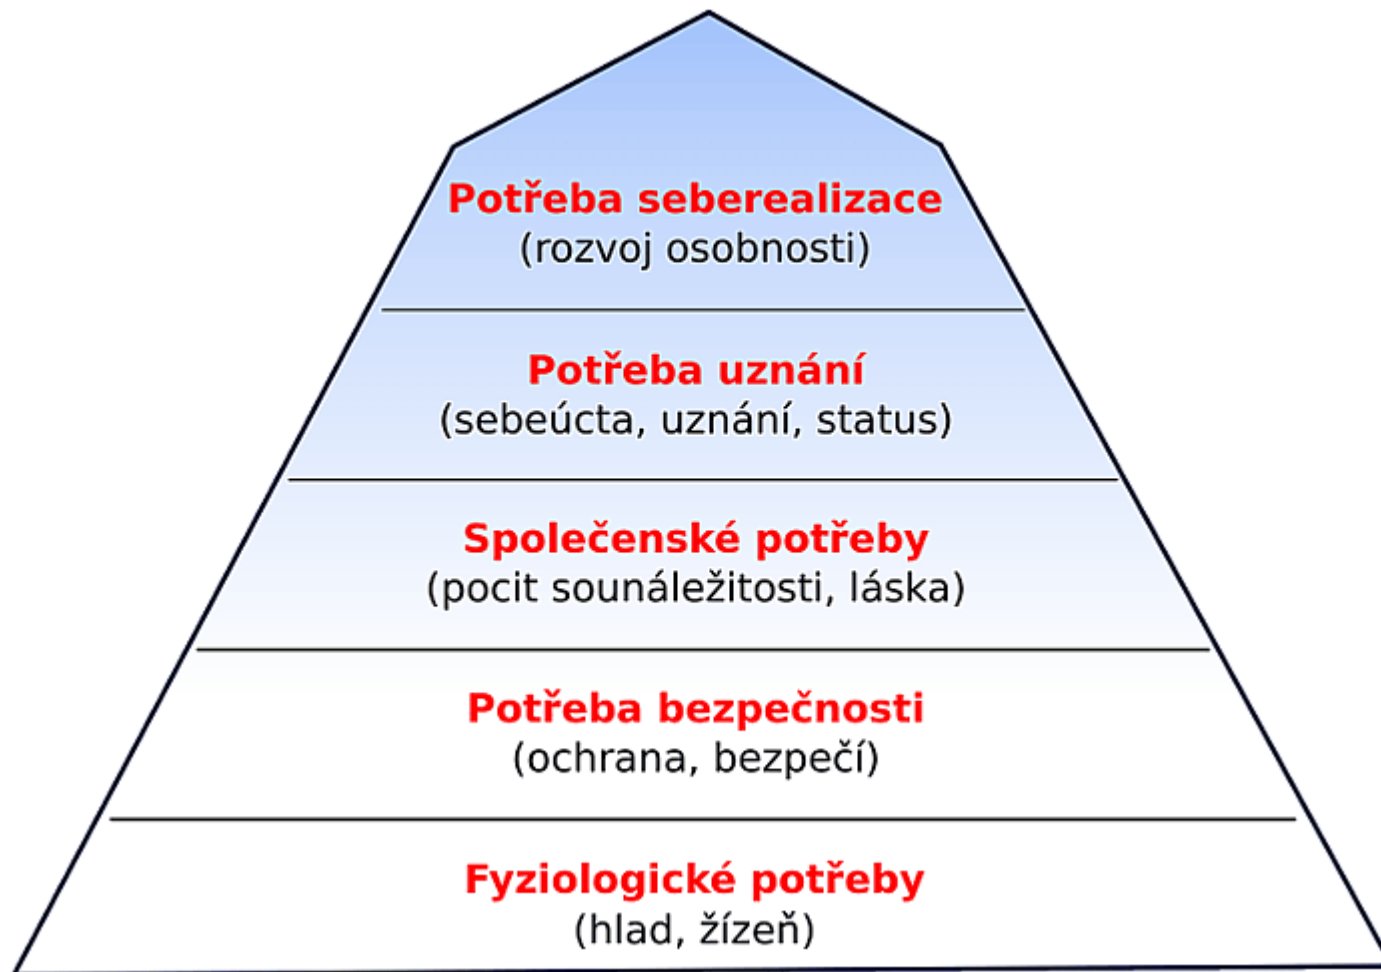 Potřeba seberealizace
(rozvoj osobnosti)
Potřeba uznání
(sebeúcta, uznání, status)
Společenské potřeby
(pocit sounáležitosti, láska)
Potřeba bezpečnosti
(ochrana, bezpečí)
Fyziologické potřeby
(hlad, žízeň)